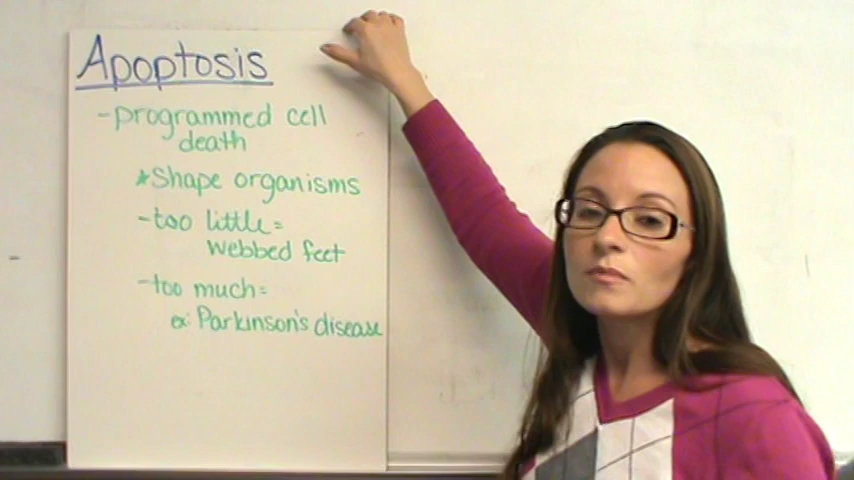 Apoptosis
- programmed cell
death
*Shape organisms
- too little =
webbed feet
- too much =
ex: Parkinson's disease